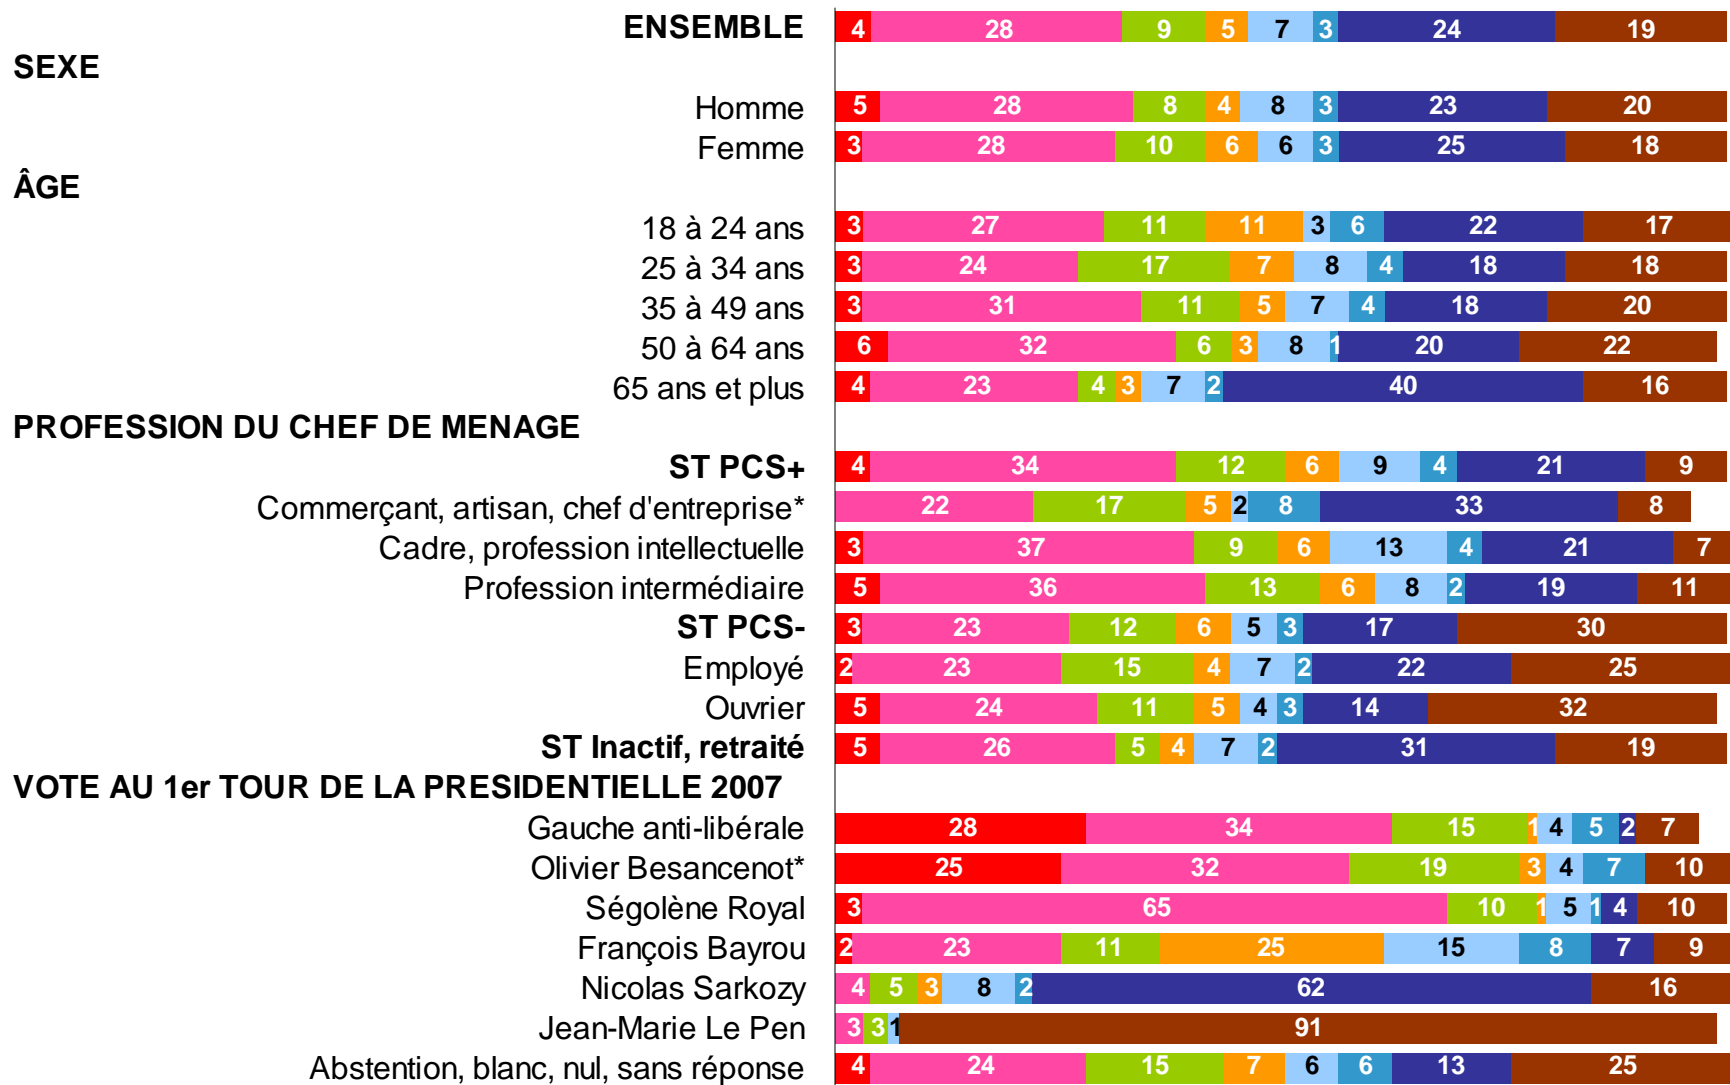 ENSEMBLE 4 28 9 5 7 3 24 19
SEXE
Homme 5 28 8 4 8 3 23 20
Femme 3 28 10 6 6 3 25 18
ÂGE
18 à 24 ans 3 27 11 11 3 6 22 17
25 à 34 ans 3 24 17 7 8 4 18 18
35 à 49 ans 3 31 11 5 7 4 18 20
50 à 64 ans 6 32 6 3 8 1 20 22
65 ans et plus 4 23 4 3 7 2 40 16
PROFESSION DU CHEF DE MENAGE
ST PCS+ 4 34 12 6 9 4 21 9
Commerçant, artisan, chef d'entreprise* 22 17 5 2 8 33 8
Cadre, profession intellectuelle 3 37 9 6 13 4 21 7
Profession intermédiaire 5 36 13 6 8 2 19 11
ST PCS- 3 23 12 6 5 3 17 30
Employé 2 23 15 4 7 2 22 25
Ouvrier 5 24 11 5 4 3 14 32
ST Inactif, retraité 5 26 5 4 7 2 31 19
VOTE AU 1er TOUR DE LA PRESIDENTIELLE 2007
Gauche anti-libérale 28 34 15 1 4 5 2 7
Olivier Besancenot* 25 32 19 3 4 7 10
Ségolène Royal 3 65 10 1 5 1 4 10
François Bayrou 2 23 11 25 15 8 7 9
Nicolas Sarkozy 4 5 3 8 2 62 16
Jean-Marie Le Pen 3 3 1 91
Abstention, blanc, nul, sans réponse 4 24 15 7 6 6 13 25